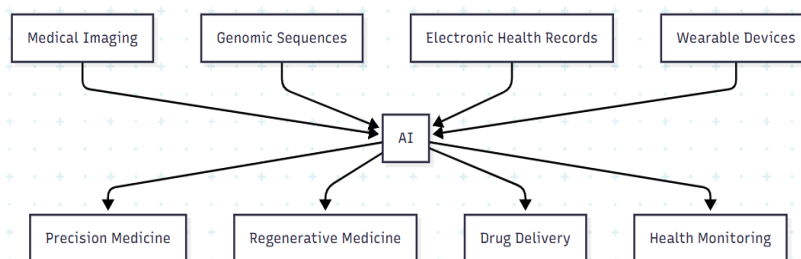 Medical Imaging
Genomic Sequences
Electronic Health Records
Wearable Devices
AI
Precision Medicine
Regenerative Medicine
Drug Delivery
Health Monitoring